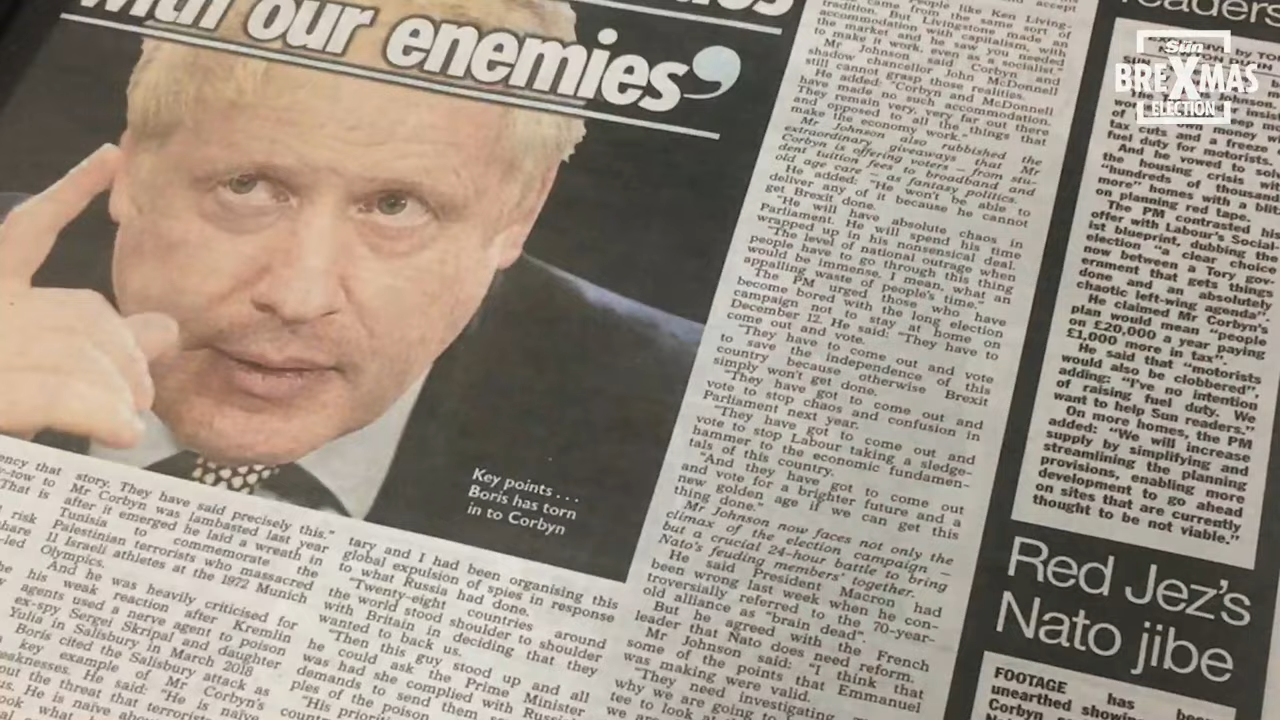 with our enemies’
Key points . . .
Boris has torn
in to Corbyn
story. They have said precisely this."
Mr Corbyn was lambasted last year
after it emerged he laid a wreath in
Tunisia to commemorate the
Palestinian terrorists who massacred
11 Israeli athletes at the 1972 Munich
Olympics.
And he was heavily criticised for
his weak reaction after Kremlin
agents used a nerve agent to poison
ex-spy Sergei Skripal and daughter
Yulia in Salisbury in March 2018
Boris cited the Salisbury attack as
key example of Mr Corbyn's
He said: "He is
tary and I had been organising this
global expulsion of spies in response
to what Russia had done.
"Twenty-eight countries around
the world stood shoulder to shoulder
with Britain in deciding that they
wanted to back us.
"Then this guy stood up and all
he could ask the Prime Minister
was had she complied with
demands to send them
ples of the poison
"His
People like Ken Living-
came from the same sort of
tradition. But Livingstone made an
accommodation with capitalism, with
the market and he saw you needed
to make it work, even as a socialist."
Mr Johnson said Corbyn and
shadow chancellor John McDonnell
still cannot grasp those realities.
He added: "Corbyn and McDonnell
have made no such accommodation.
They remain very, very far out there
and opposed to all the things that
make the economy work."
Mr Johnson also rubbished the
extraordinary giveaways that Mr
Corbyn is offering voters — from stu-
dent tuition fees to broadband and
old age care — as fantasy politics.
He added: "He won't be able to
deliver any of it because he cannot
get Brexit done.
"He will have absolute chaos in
Parliament. He will spend his time
wrapped up in his nonsensical deal.
"The level of national outrage when
people have to go through this thing
would be immense. I mean, what an
appalling waste of people's time."
The PM urged those who have
become bored with the long election
campaign not to stay at home on
December 12. He said: "They have to
come out and vote.
"They have to come out and vote
to save the independence of this
country because otherwise Brexit
simply won't get done.
"They have got to come out and
vote to stop chaos and confusion in
Parliament next year.
"They have got to come out and
vote to stop Labour taking a sledge-
hammer to the economic fundamen-
tals of this country.
"And they have got to come out
and vote for a brighter future and a
new golden age if we can get this
thing done."
Mr Johnson now faces not only the
climax of the election campaign —
but a crucial 24-hour battle to bring
Nato's feuding members' together.
He said President Macron had
been wrong last week when he con-
troversially referred to the 70-year-
old alliance as "brain dead".
But he agreed with the French
leader that Nato does need reform.
Mr Johnson said: "I think that
some of the points that Emmanuel
was making were valid.
"They need investigating
why we are going to
tee to look at
readers
The Sun
BREXMAS
ELECTION
tax cuts and a freeze
fuel duty for motorists.
And he vowed to
the housing crisis
"hundreds of
more" homes with a
on planning red tape.
The PM contrasted his
offer with Labour's Social-
ist blueprint, dubbing the
election "a clear choice
now between a Tory gov-
ernment that gets things
done and an absolutely
chaotic left-wing agenda".
He claimed Mr Corbyn's
plan would mean "people
on £20,000 a year paying
£1,000 more in tax".
He said that "motorists
would also be clobbered",
adding: "I've no intention
of raising fuel duty. We
want to help Sun readers."
On more homes, the PM
added: "We will increase
supply by simplifying and
streamlining the planning
provisions, enabling more
development to go ahead
on sites that are currently
thought to be not viable."
Red Jez's
Nato jibe
FOOTAGE has
unearthed
Corbyn